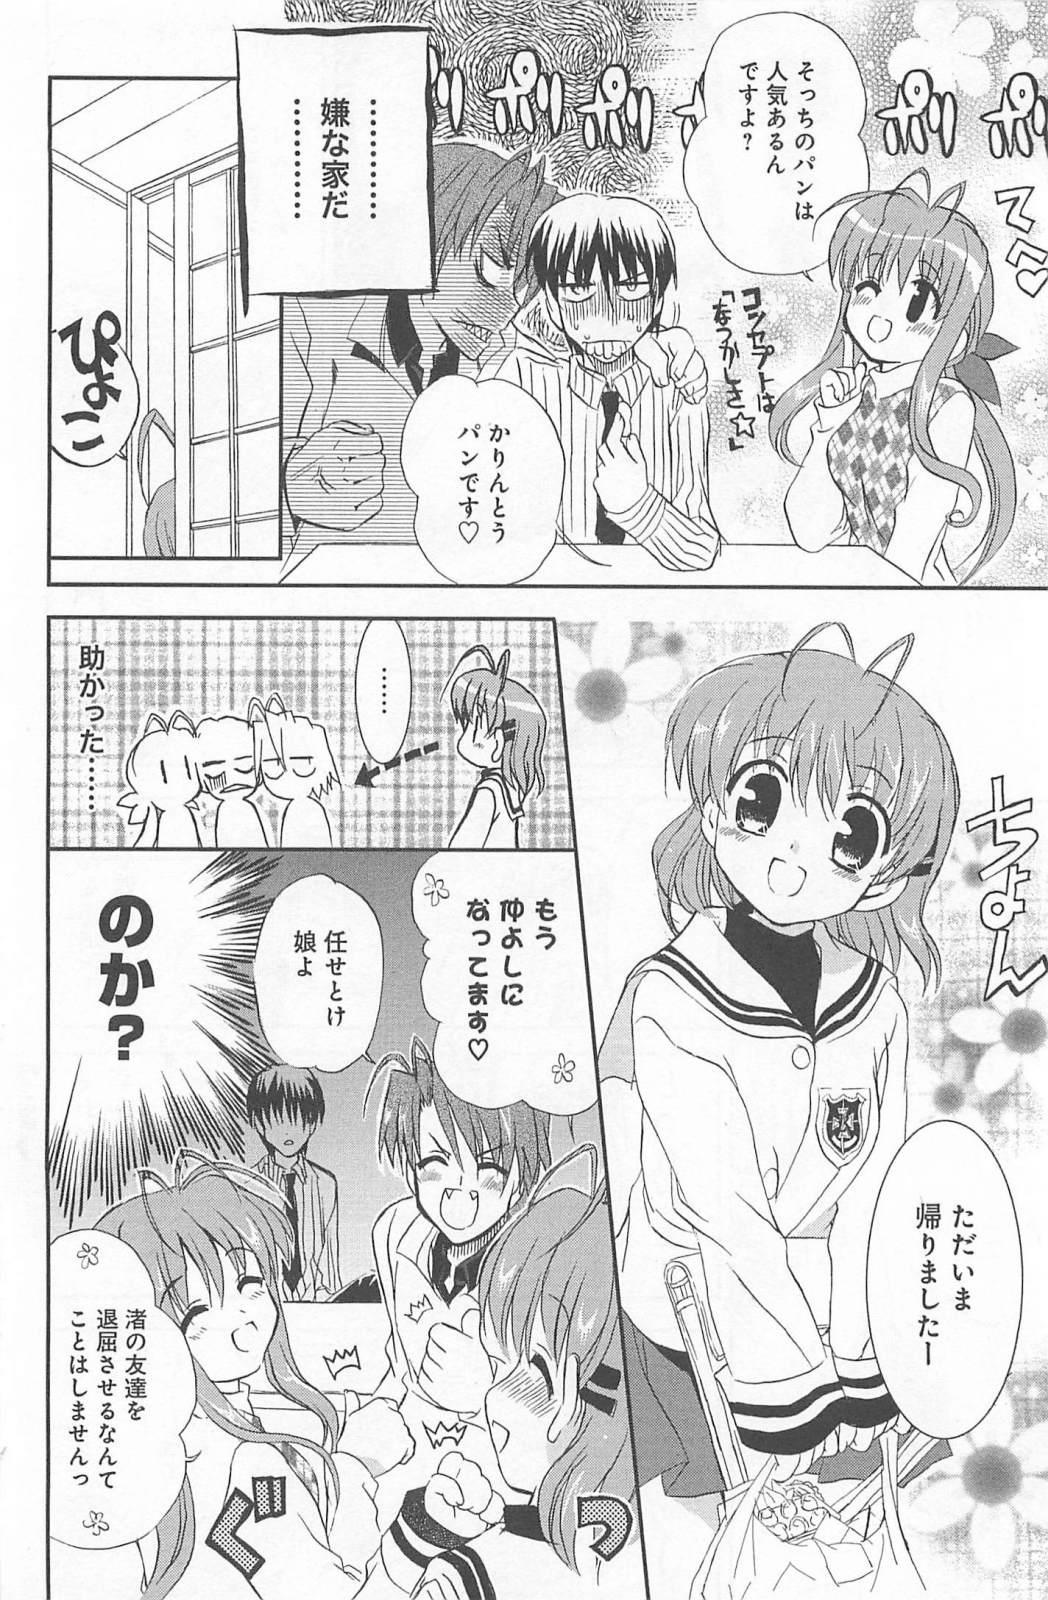 そっちのパンは
人気あるん
ですよ?
てへ♡
コンセプトは
「なつかしさ☆」
ポリ
ポリ
ポリ
ポリ
ポリ
かりんとう
パンです♡
………
嫌な家だ
………
ぴょこ
ちょん
ただいま
帰りましたー
……
助かった……
もう
仲よしに
なってます♡
任せとけ
娘よ
のか?
渚の友達を
退屈させるなんて
ことはしませんっ
ぐっ